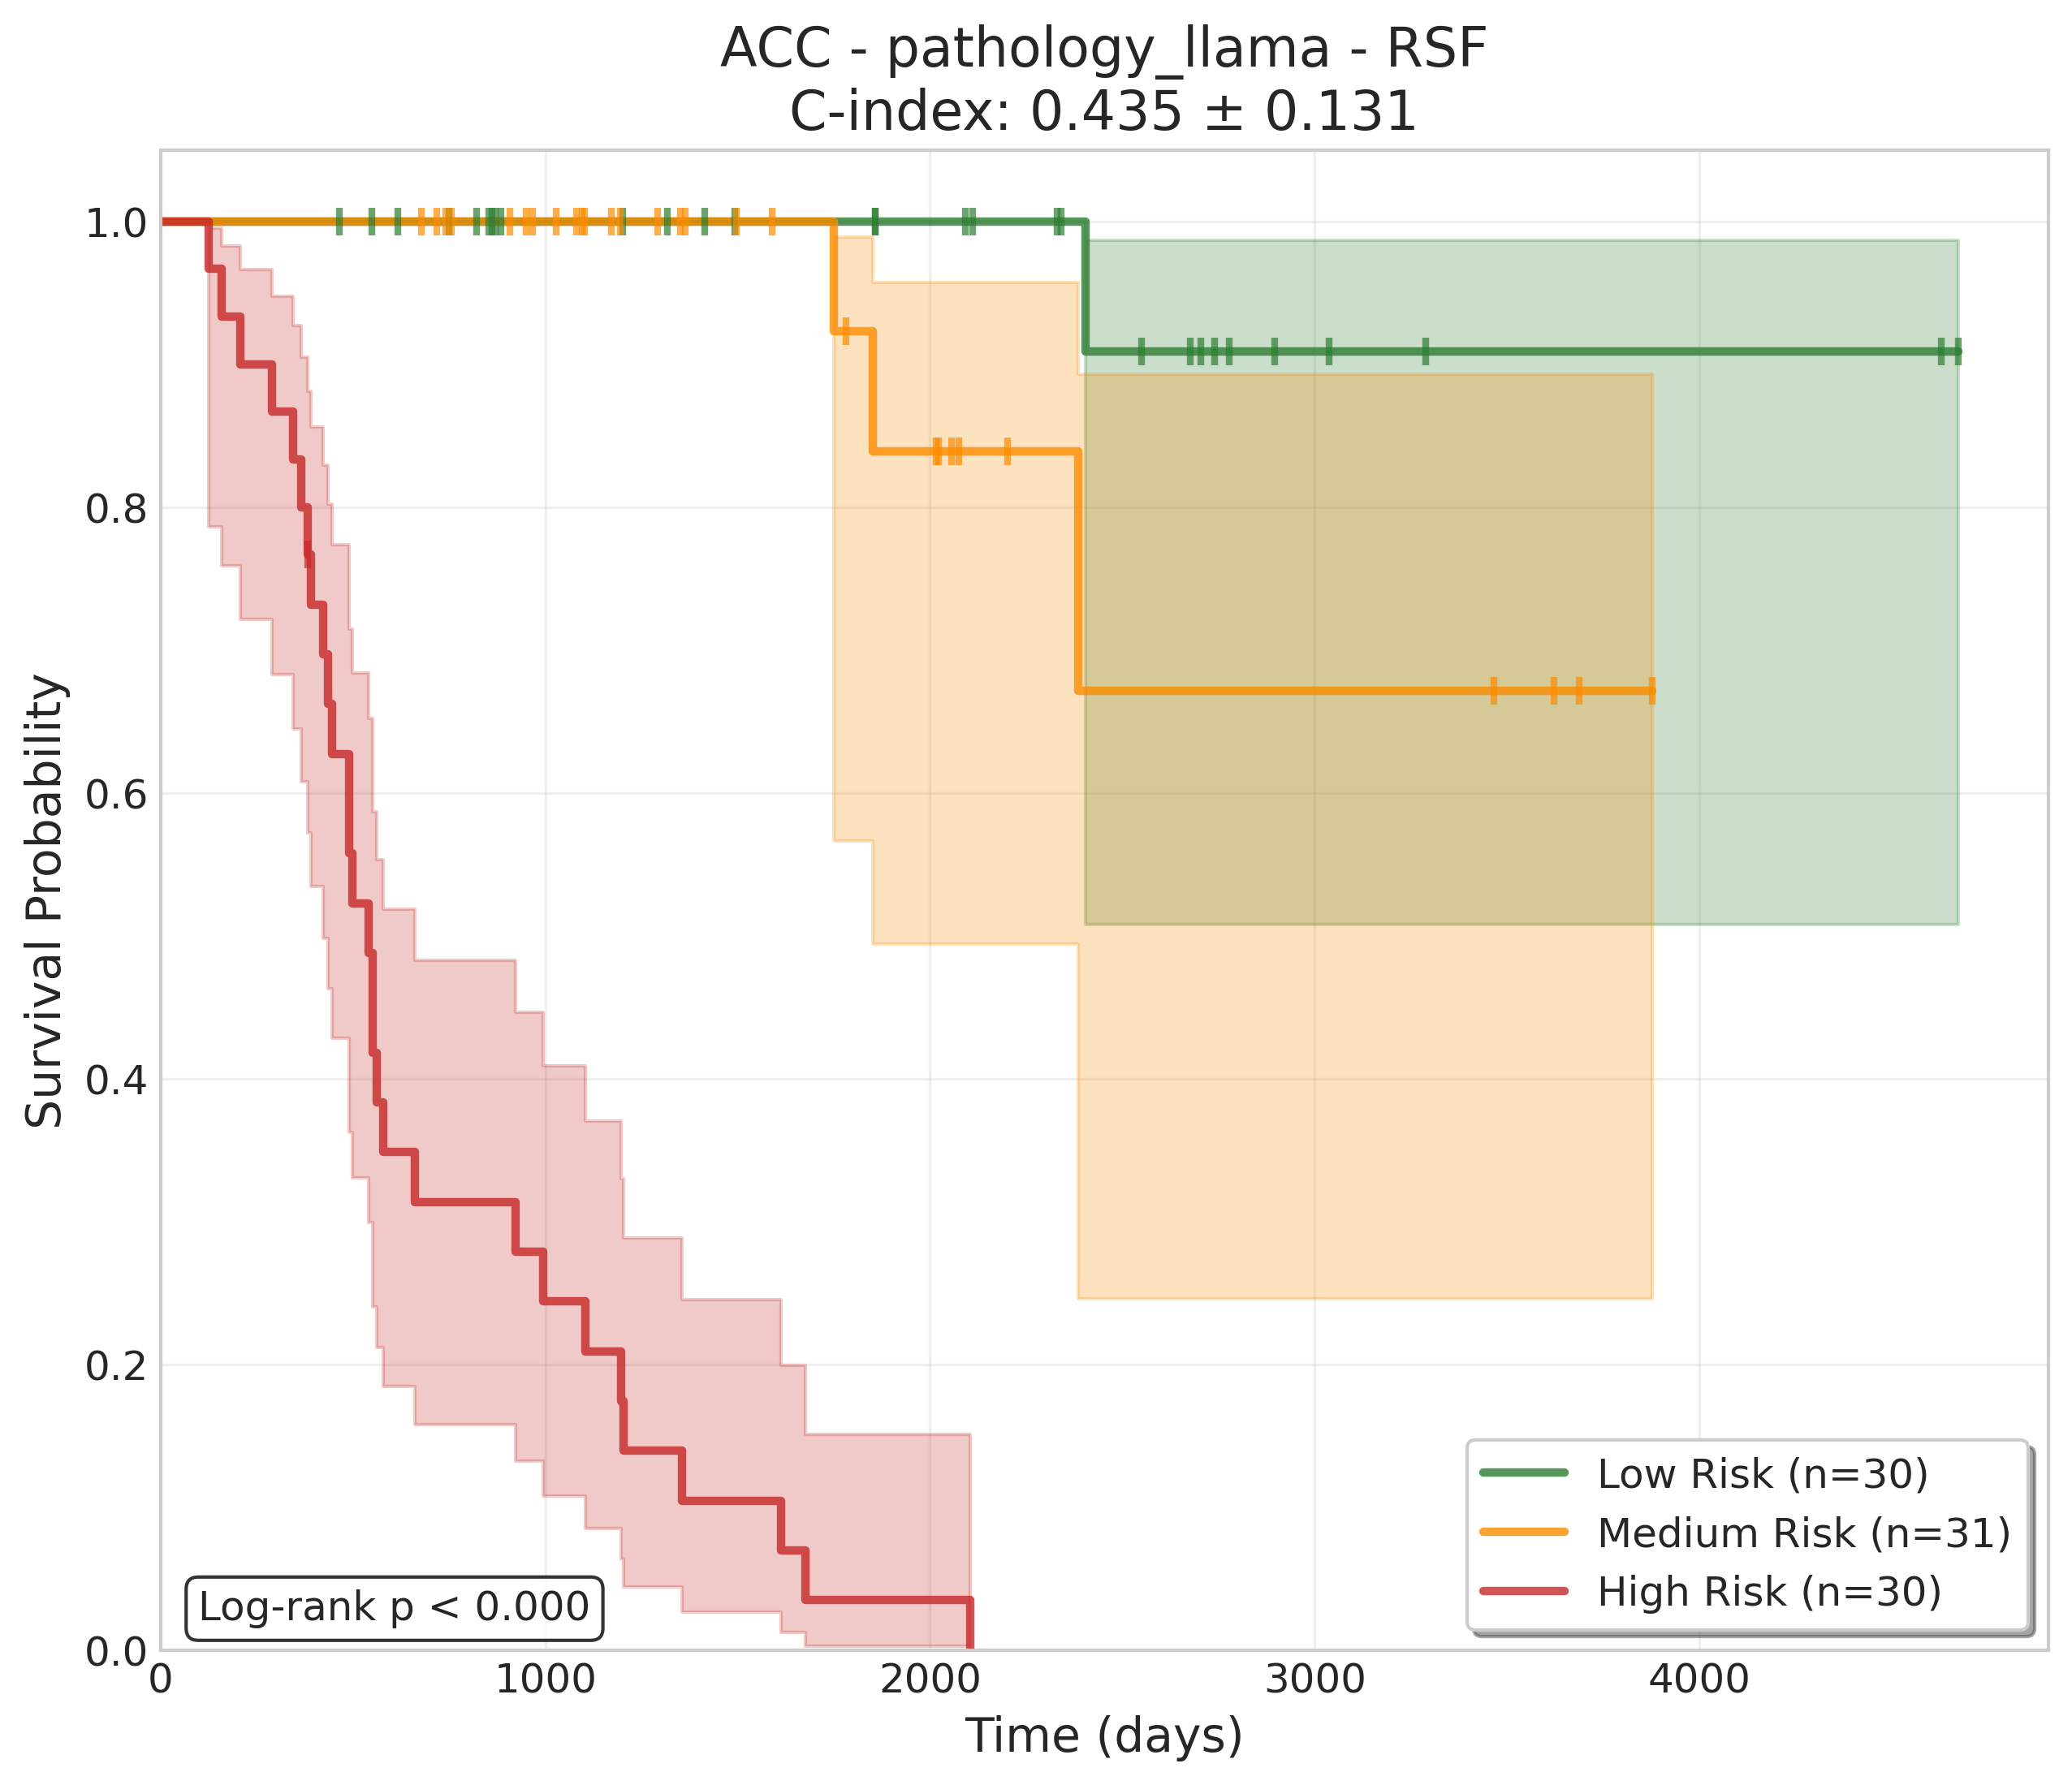 ACC - pathology_llama - RSF
C-index: 0.435 ± 0.131
Survival Probability
1.0
0.8
0.6
0.4
0.2
0.0
0 1000 2000 3000 4000
Time (days)
Log-rank p < 0.000
Low Risk (n=30)
Medium Risk (n=31)
High Risk (n=30)